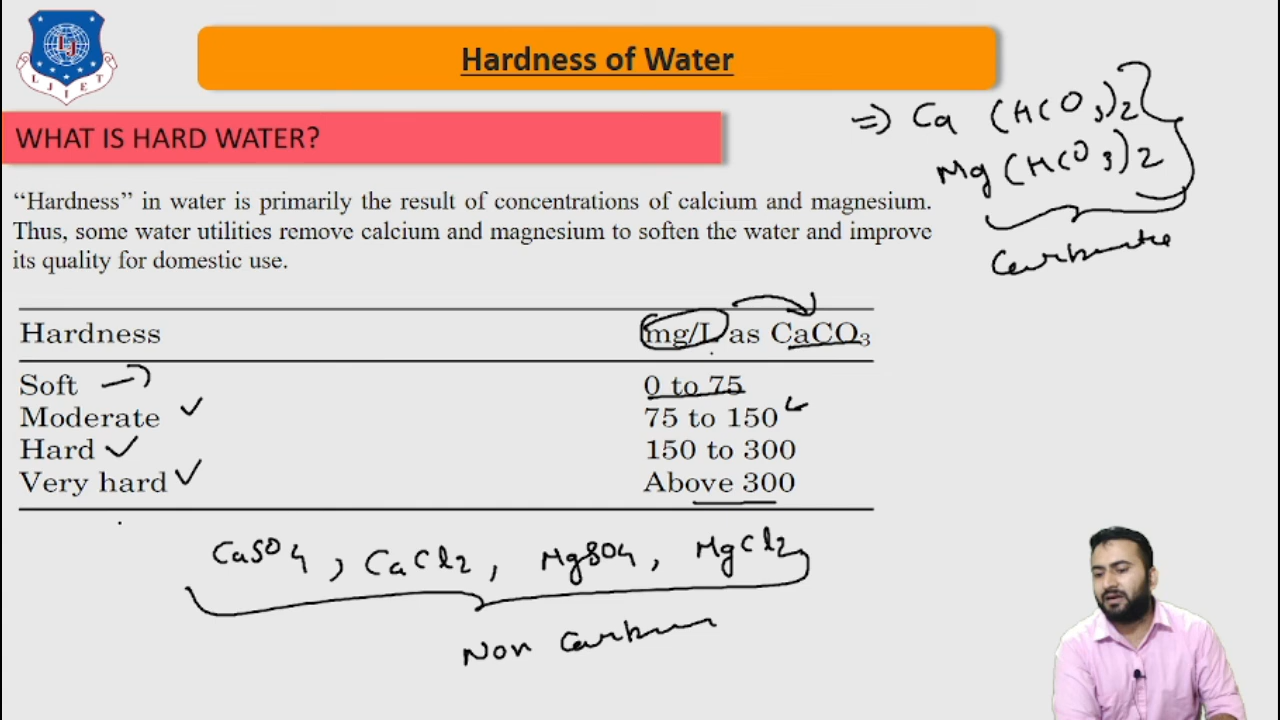 Hardness of Water
L J I E T
WHAT IS HARD WATER?
⇒ Ca (HCO3)2
Mg (HCO3)2
Carbonate
“Hardness” in water is primarily the result of concentrations of calcium and magnesium.
Thus, some water utilities remove calcium and magnesium to soften the water and improve
its quality for domestic use.
Hardness mg/L as CaCO3
Soft 0 to 75
Moderate 75 to 150
Hard 150 to 300
Very hard Above 300
CaSO4, CaCl2, MgSO4, MgCl2
Non